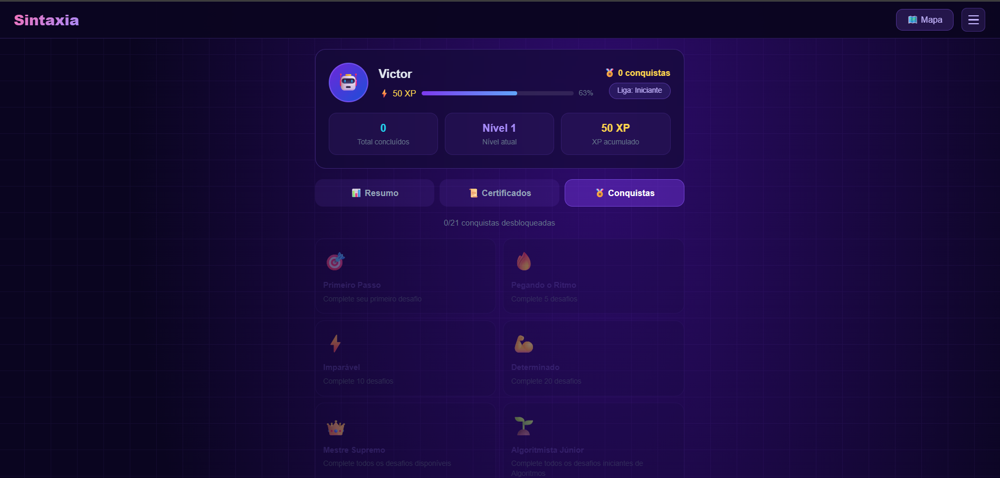 Sintaxia
Mapa
Victor
0 conquistas
50 XP
63%
Liga: Iniciante
0
Total concluídos
Nível 1
Nível atual
50 XP
XP acumulado
Resumo
Certificados
Conquistas
0/21 conquistas desbloqueadas
Primeiro Passo
Complete seu primeiro desafio
Pegando o Ritmo
Complete 5 desafios
Imparável
Complete 10 desafios
Determinado
Complete 20 desafios
Mestre Supremo
Complete todos os desafios disponíveis
Algoritmista Júnior
Complete todos os desafios iniciantes de
Algoritmos